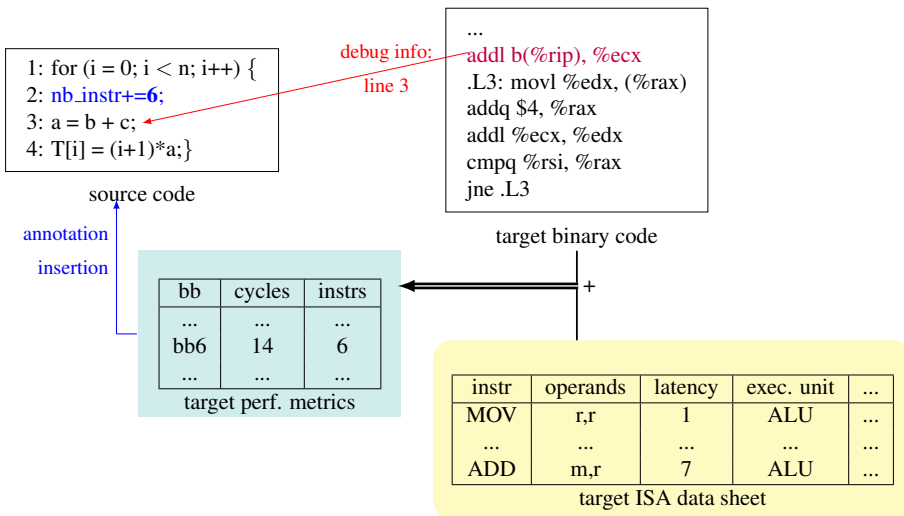 1: for (i = 0; i < n; i++) {
2: nb_instr+=6;
3: a = b + c;
4: T[i] = (i+1)*a;}
source code
debug info:
line 3
...
addl b(%rip), %ecx
.L3: movl %edx, (%rax)
addq $4, %rax
addl %ecx, %edx
cmpq %rsi, %rax
jne .L3
target binary code
annotation
insertion
+
bb cycles instrs
... ... ...
bb6 14 6
... ... ...
target perf. metrics
instr operands latency exec. unit ...
MOV r,r 1 ALU ...
... ... ... ...
ADD m,r 7 ALU ...
target ISA data sheet